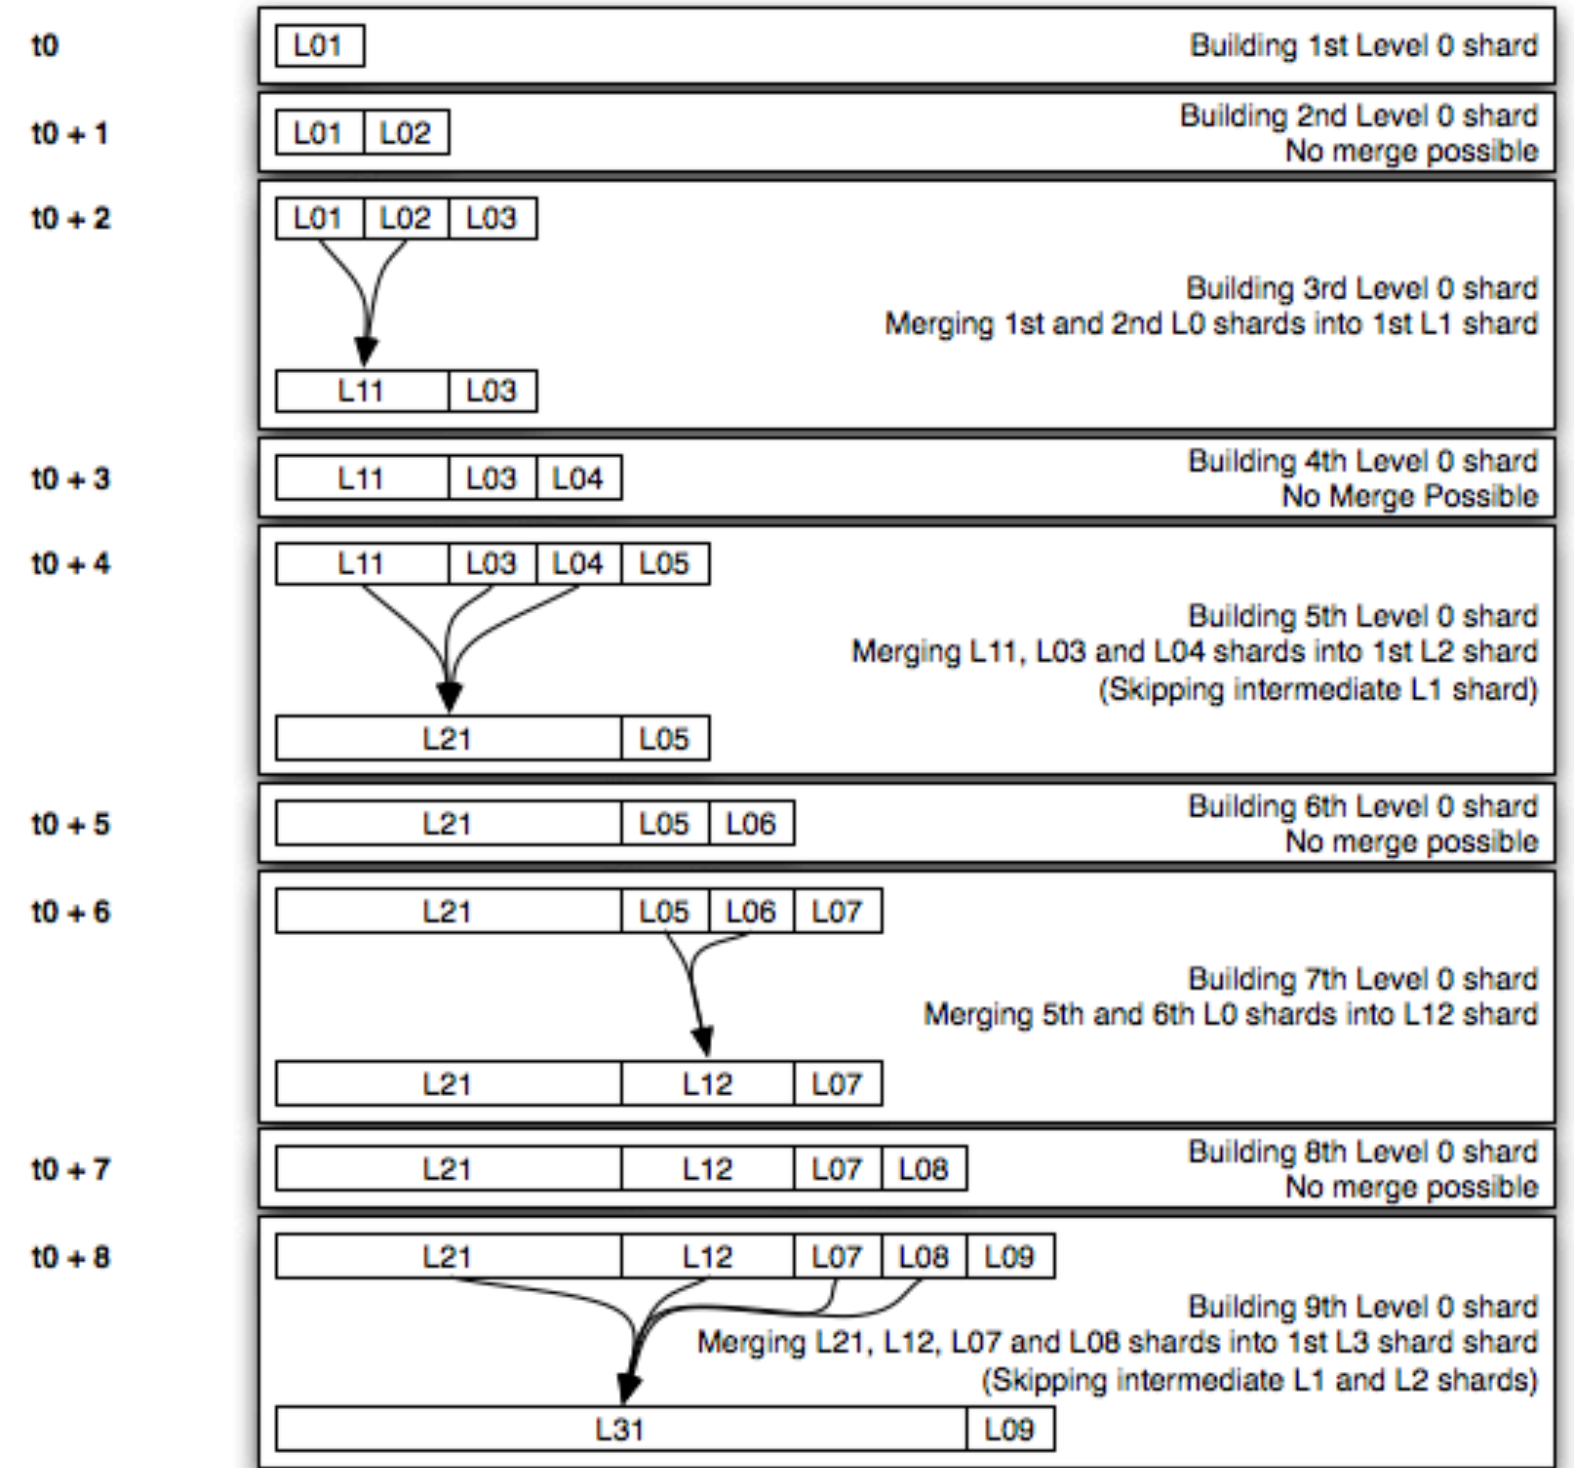 t0
L01
Building 1st Level 0 shard
t0 + 1
L01 L02
Building 2nd Level 0 shard
No merge possible
t0 + 2
L01 L02 L03
Building 3rd Level 0 shard
Merging 1st and 2nd L0 shards into 1st L1 shard
L11 L03
t0 + 3
L11 L03 L04
Building 4th Level 0 shard
No Merge Possible
t0 + 4
L11 L03 L04 L05
Building 5th Level 0 shard
Merging L11, L03 and L04 shards into 1st L2 shard
(Skipping intermediate L1 shard)
L21 L05
t0 + 5
L21 L05 L06
Building 6th Level 0 shard
No merge possible
t0 + 6
L21 L05 L06 L07
Building 7th Level 0 shard
Merging 5th and 6th L0 shards into L12 shard
L21 L12 L07
t0 + 7
L21 L12 L07 L08
Building 8th Level 0 shard
No merge possible
t0 + 8
L21 L12 L07 L08 L09
Building 9th Level 0 shard
Merging L21, L12, L07 and L08 shards into 1st L3 shard shard
(Skipping intermediate L1 and L2 shards)
L31 L09